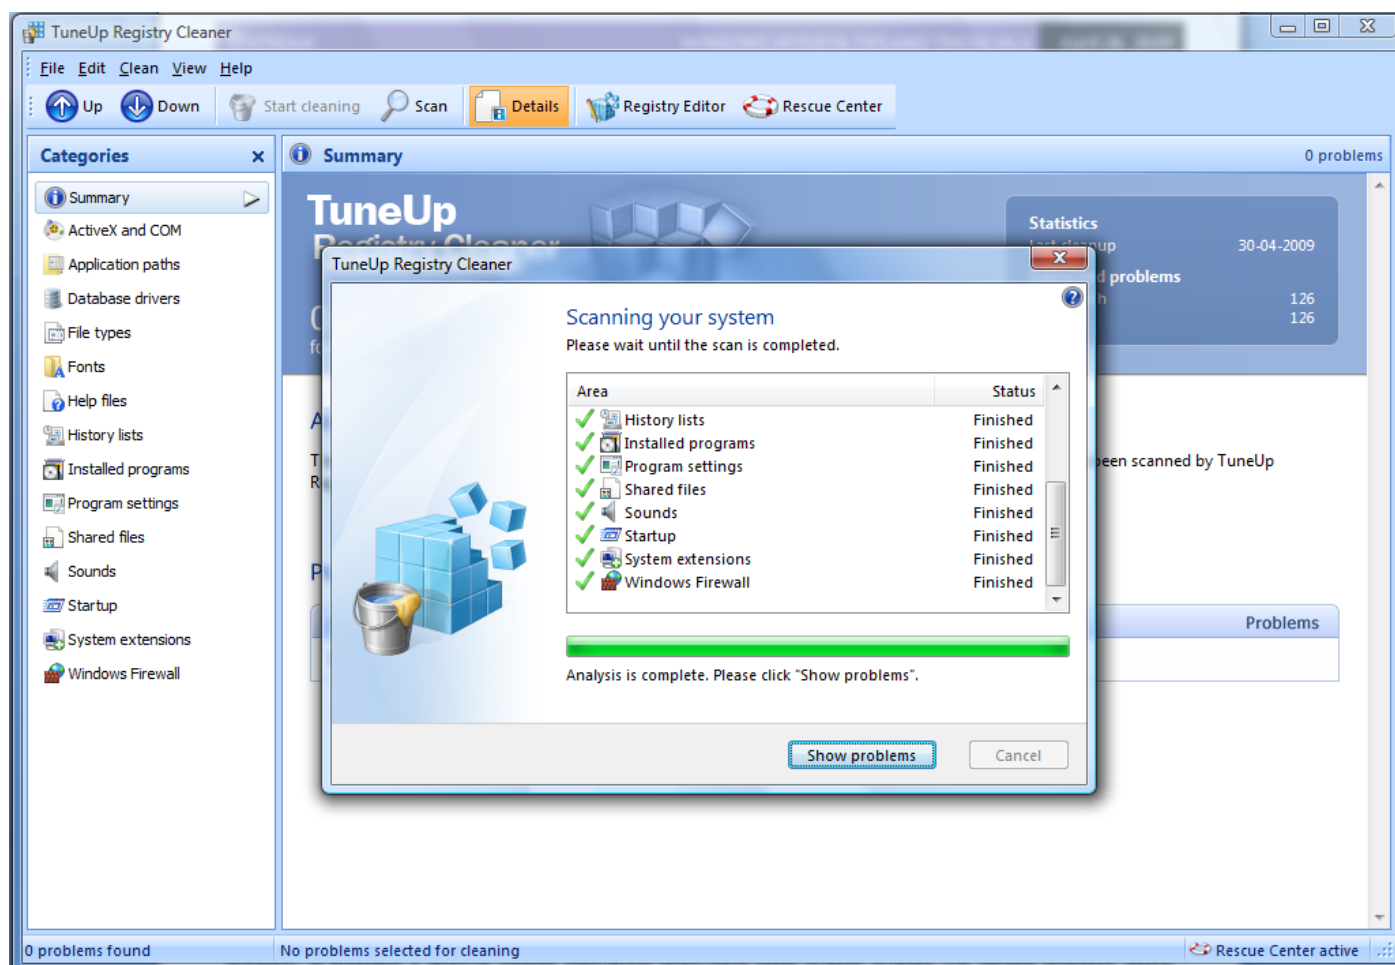 TuneUp Registry Cleaner
File Edit Clean View Help
Up Down Start cleaning Scan Details Registry Editor Rescue Center
Categories
Summary
ActiveX and COM
Application paths
Database drivers
File types
Fonts
Help files
History lists
Installed programs
Program settings
Shared files
Sounds
Startup
System extensions
Windows Firewall
Summary 0 problems
TuneUp
Registry Cleaner
Statistics
Last cleanup 30-04-2009
problems
126
126
been scanned by TuneUp
Problems
TuneUp Registry Cleaner
Scanning your system
Please wait until the scan is completed.
Area Status
History lists Finished
Installed programs Finished
Program settings Finished
Shared files Finished
Sounds Finished
Startup Finished
System extensions Finished
Windows Firewall Finished
Analysis is complete. Please click "Show problems".
Show problems Cancel
0 problems found No problems selected for cleaning Rescue Center active